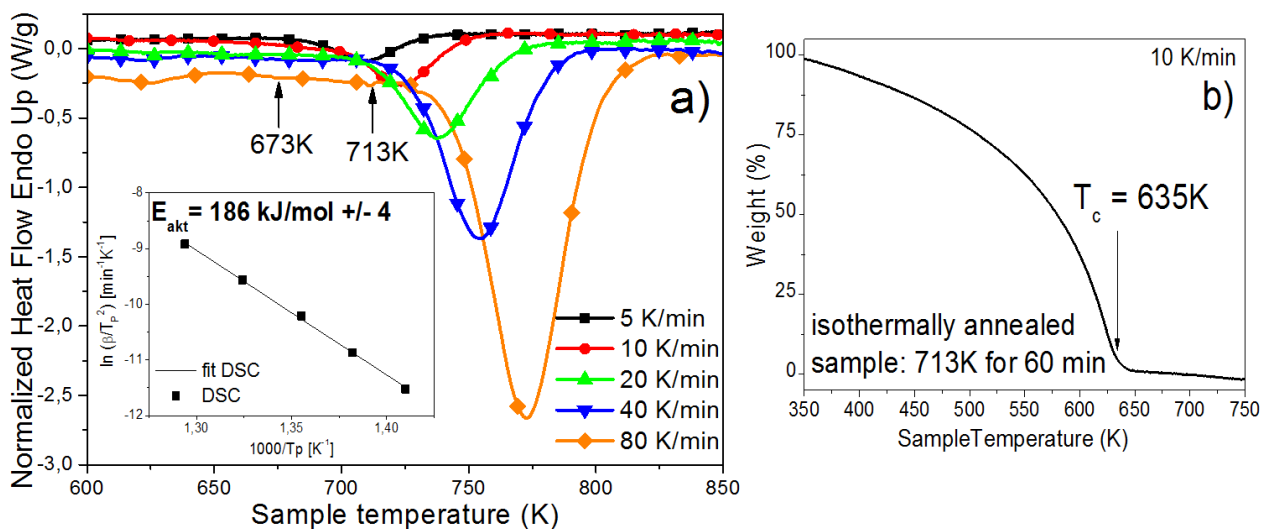 Normalized Heat Flow Endo Up (W/g)
0,0
-0,5
-1,0
-1,5
-2,0
-2,5
-3,0
a)
673K
713K
E_akt = 186 kJ/mol +/- 4
ln (β/T_P^2) [min^-1K^-1]
-8
-9
-10
-11
-12
fit DSC
DSC
1,30
1,35
1,40
1000/Tp [K^-1]
5 K/min
10 K/min
20 K/min
40 K/min
80 K/min
600
650
700
750
800
850
Sample temperature (K)
10 K/min
b)
Weight (%)
100
75
50
25
0
T_c = 635K
isothermally annealed
sample: 713K for 60 min
350
400
450
500
550
600
650
700
750
SampleTemperature (K)